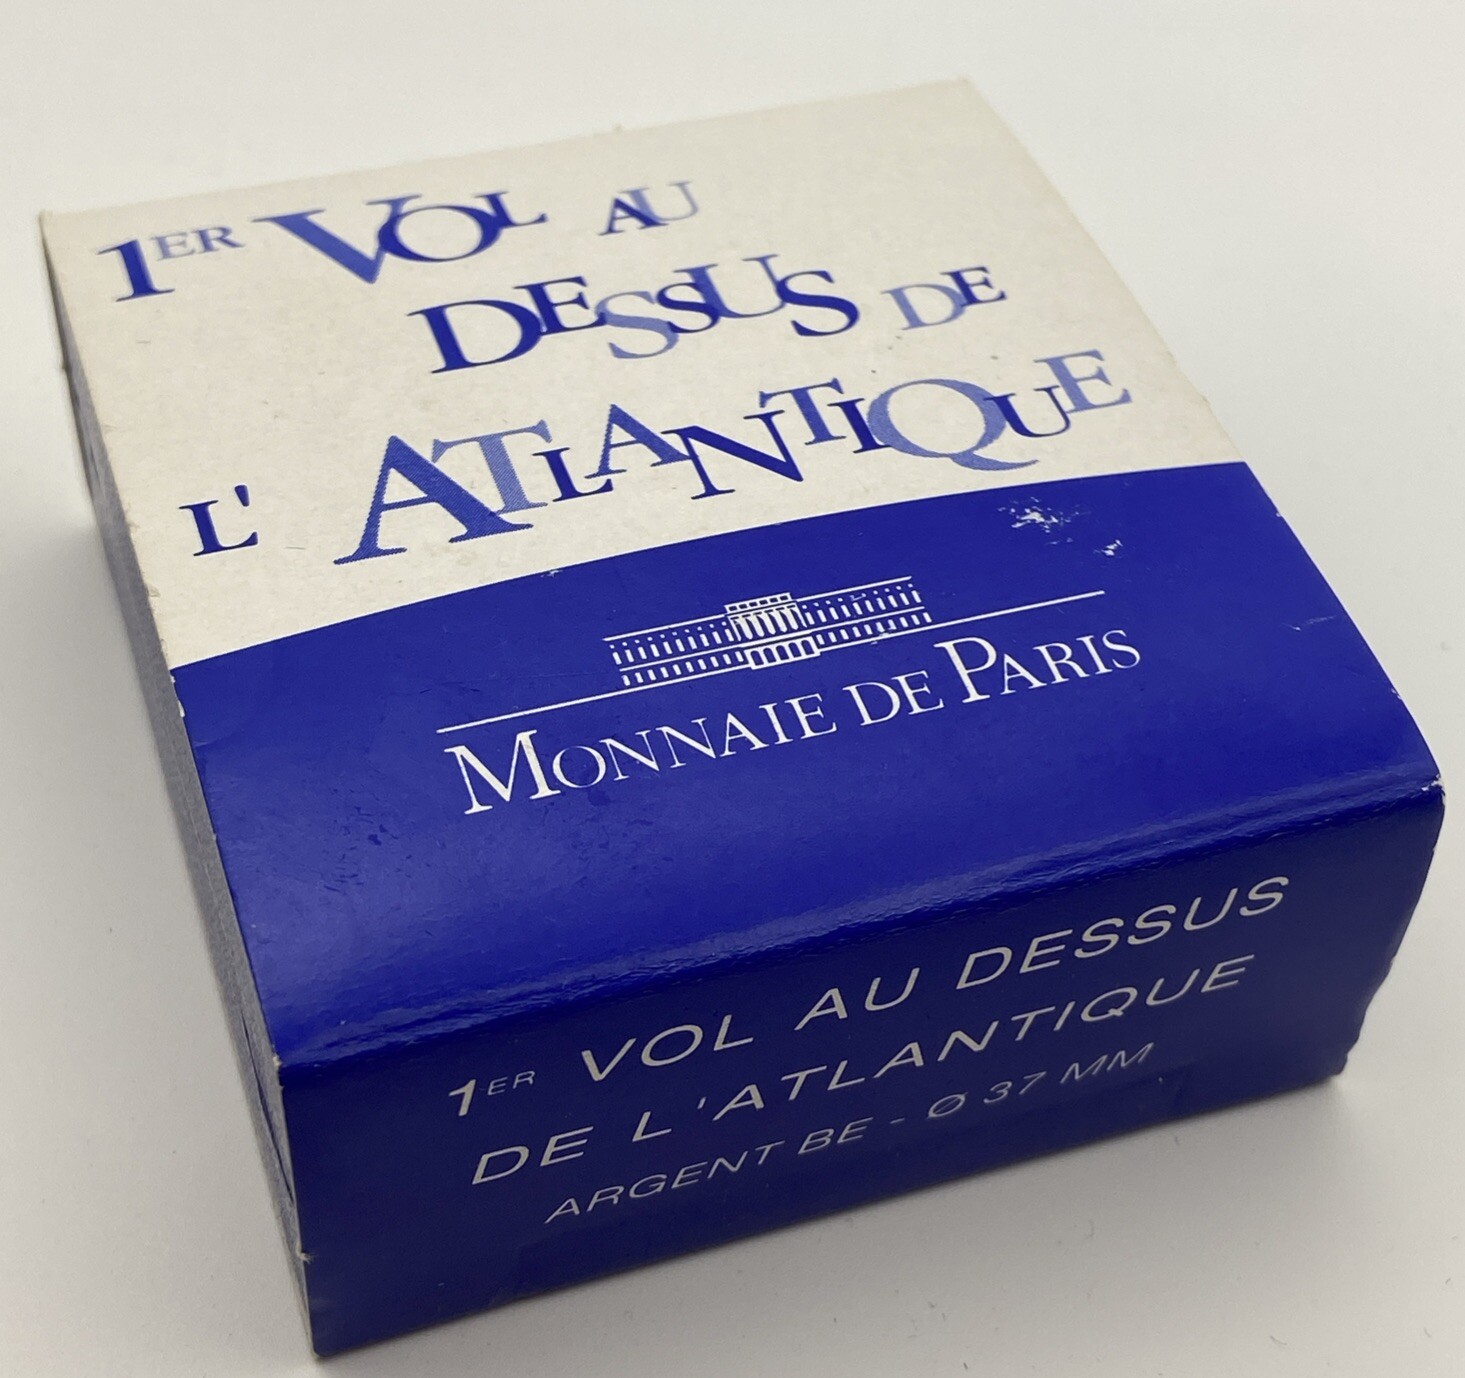 1ER VOL AU
DESSUS DE
L'ATLANTIQUE
MONNAIE DE PARIS
1ER VOL AU DESSUS
DE L'ATLANTIQUE
ARGENT BE - Ø 37 MM